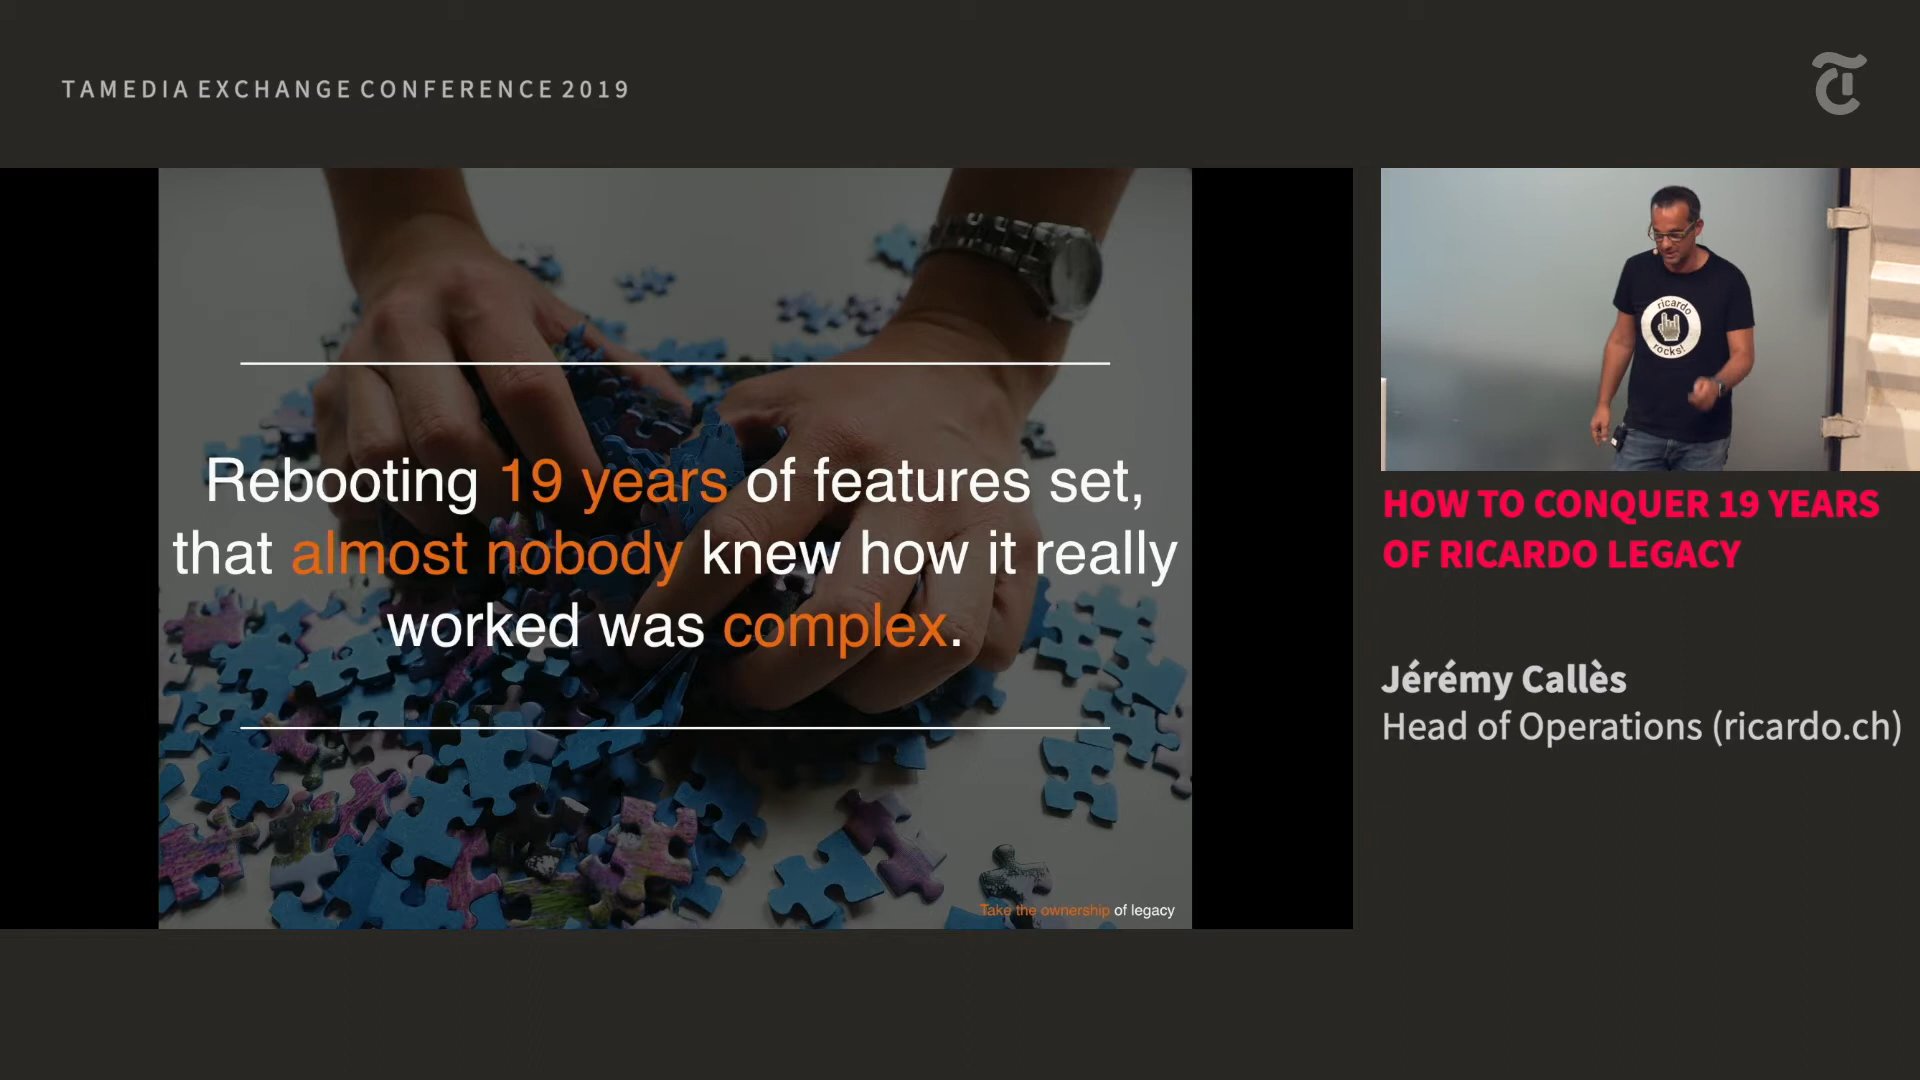 TAMEDIA EXCHANGE CONFERENCE 2019
Rebooting 19 years of features set,
that almost nobody knew how it really
worked was complex.
Take the ownership of legacy
ricardo
rocks!
HOW TO CONQUER 19 YEARS
OF RICARDO LEGACY
Jérémy Callès
Head of Operations (ricardo.ch)